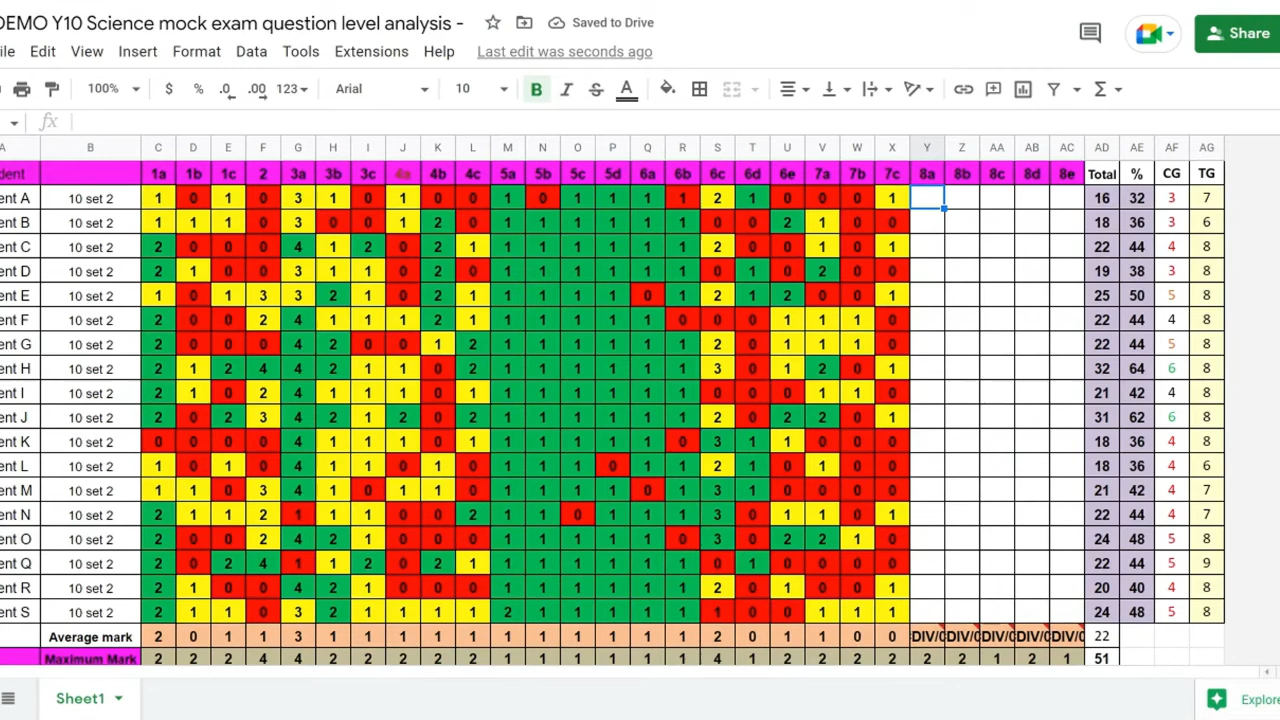 DEMO Y10 Science mock exam question level analysis - Saved to Drive
ile Edit View Insert Format Data Tools Extensions Help Last edit was seconds ago Share
100% $ % .0 .00 123 Arial 10 B I S A Σ
fx
A B C D E F G H I J K L M N O P Q R S T U V W X Y Z AA AB AC AD AE AF AG
dent 1a 1b 1c 2 3a 3b 3c 4a 4b 4c 5a 5b 5c 5d 6a 6b 6c 6d 6e 7a 7b 7c 8a 8b 8c 8d 8e Total % CG TG
ent A 10 set 2 1 0 1 0 3 1 0 1 0 0 1 0 1 1 1 1 2 1 0 0 0 1 16 32 3 7
ent B 10 set 2 1 1 1 0 3 0 0 1 2 0 1 1 1 1 1 1 0 0 2 1 0 0 18 36 3 6
ent C 10 set 2 2 0 0 0 4 1 2 0 0 1 1 1 1 1 1 1 2 0 0 1 0 1 22 44 4 8
ent D 10 set 2 2 1 0 0 3 1 1 0 2 0 1 1 1 1 1 1 0 1 0 2 0 0 19 38 3 8
ent E 10 set 2 1 0 1 3 3 2 1 0 2 1 1 1 1 1 0 1 2 1 2 0 0 1 25 50 5 8
ent F 10 set 2 2 0 0 2 4 1 1 1 2 1 1 1 1 1 1 0 0 0 1 1 1 0 22 44 4 8
ent G 10 set 2 2 0 0 0 4 2 0 0 1 2 1 1 1 1 1 1 2 0 1 1 1 0 22 44 5 8
ent H 10 set 2 2 1 2 4 4 2 1 1 0 2 1 1 1 1 1 1 3 0 1 2 0 1 32 64 6 8
ent I 10 set 2 2 1 0 2 4 1 1 1 0 1 1 1 1 1 1 1 0 0 0 1 1 0 21 42 4 8
ent J 10 set 2 2 0 2 3 4 2 1 2 0 2 1 1 1 1 1 1 2 0 2 2 0 1 31 62 6 8
ent K 10 set 2 0 0 0 0 4 1 1 1 0 1 1 1 1 1 1 0 3 1 1 0 0 0 18 36 4 8
ent L 10 set 2 1 0 1 0 4 1 1 0 1 0 1 1 1 0 1 1 2 1 0 1 0 0 18 36 4 6
ent M 10 set 2 1 1 0 3 4 1 0 1 1 0 1 1 1 1 0 1 3 1 0 0 0 0 21 42 4 7
ent N 10 set 2 2 1 1 2 1 1 1 0 0 2 1 1 0 1 1 1 3 0 1 1 0 1 22 44 4 7
ent O 10 set 2 2 0 0 2 4 2 1 0 0 0 1 1 1 1 1 0 3 0 2 2 1 0 24 48 5 8
ent Q 10 set 2 2 0 2 4 1 1 2 0 2 1 1 1 1 1 1 1 0 1 0 0 0 0 22 44 5 9
ent R 10 set 2 2 1 0 0 4 2 1 0 0 0 1 1 1 1 1 1 2 0 1 0 0 1 20 40 4 8
ent S 10 set 2 2 1 1 0 3 2 1 1 1 1 2 1 1 1 1 1 1 0 0 1 1 1 24 48 5 8
Average mark 2 0 1 1 3 1 1 1 1 1 1 1 1 1 1 1 2 0 1 1 0 0 DIV/0 DIV/0 DIV/0 DIV/0 DIV/0 22
Maximum Mark 2 2 2 4 4 2 2 2 2 2 1 1 1 1 1 1 4 1 2 2 2 2 2 2 1 2 1 51
Sheet1 Explore